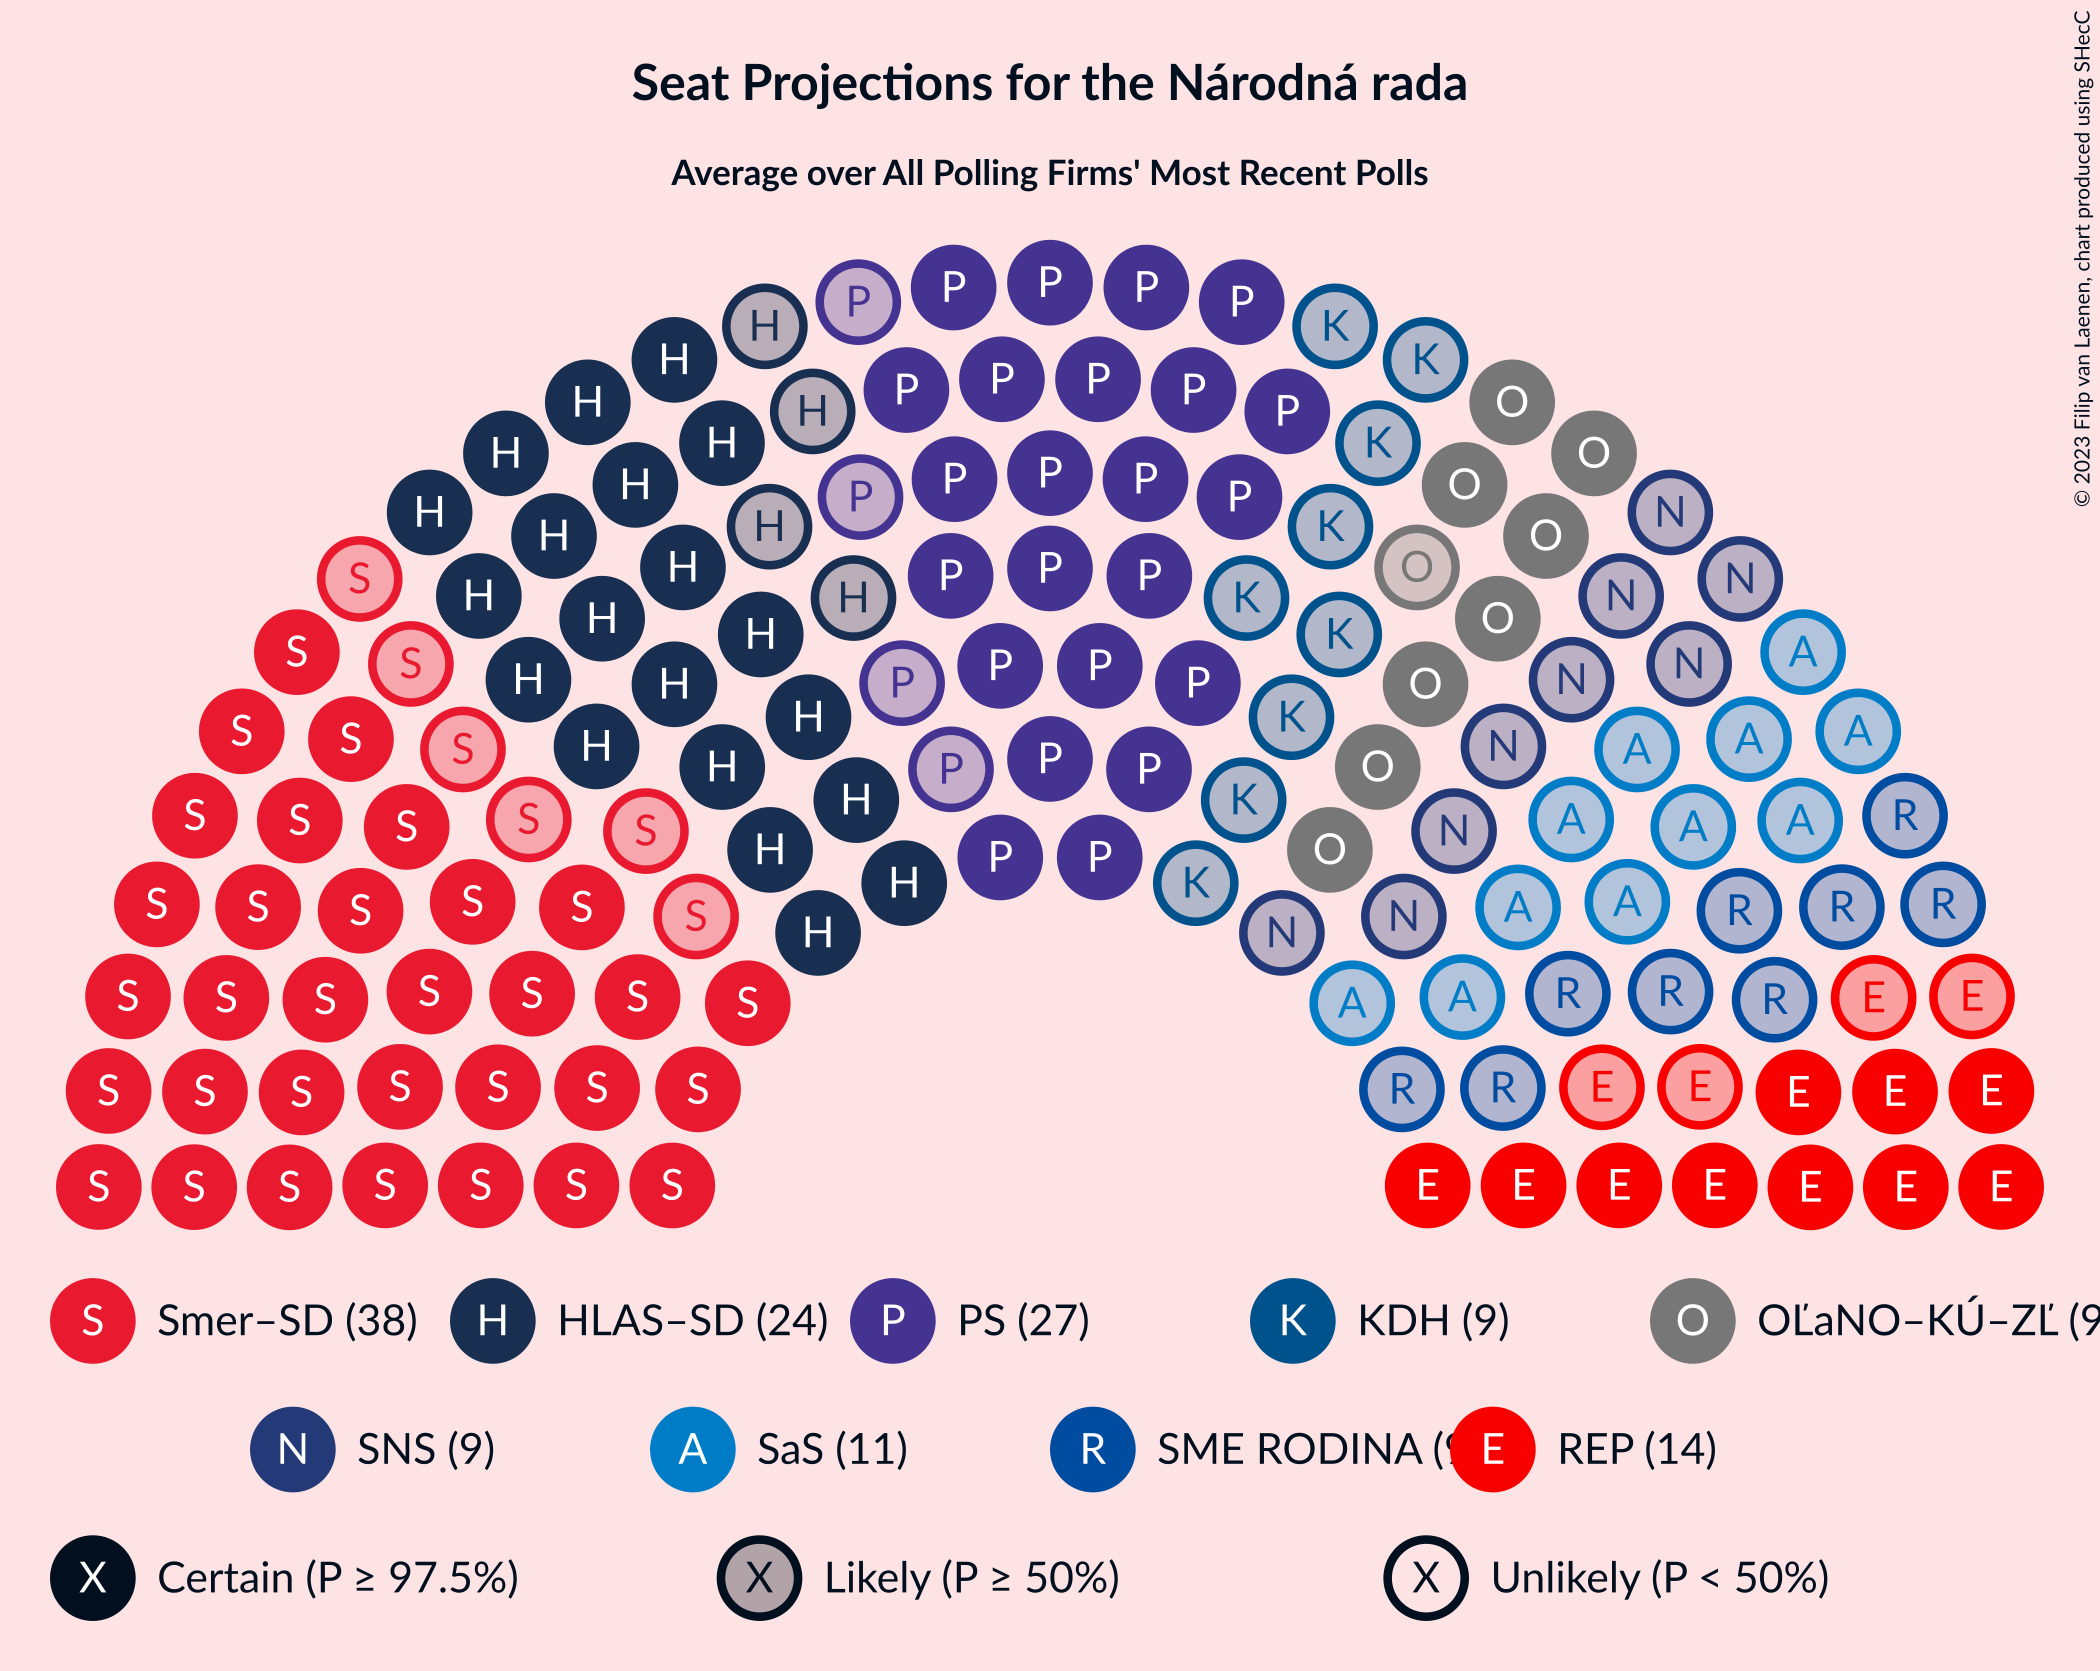 Seat Projections for the Národná rada
Average over All Polling Firms' Most Recent Polls
© 2023 Filip van Laenen, chart produced using SHecC
P P P P P
H H K K
H P P P P P O
H H K O
H P P P P P O
H H H K O N
S H H P P P O N
S S H H H K K O N N
S S S H H P P P P O N N A
S S S S H H H K O N A A A
S S S S S H P P P K N A A A R
S S S S S S H H P P K O N A A R R R
S S S S S S S H N A A R R R E E
S S S S S S S R R E E E E E
S S S S S S S E E E E E E E
S Smer–SD (38) H HLAS–SD (24) P PS (27) K KDH (9) O OĽaNO–KÚ–ZĽ (9
N SNS (9) A SaS (11) R SME RODINA ( E REP (14)
X Certain (P ≥ 97.5%) X Likely (P ≥ 50%) X Unlikely (P < 50%)